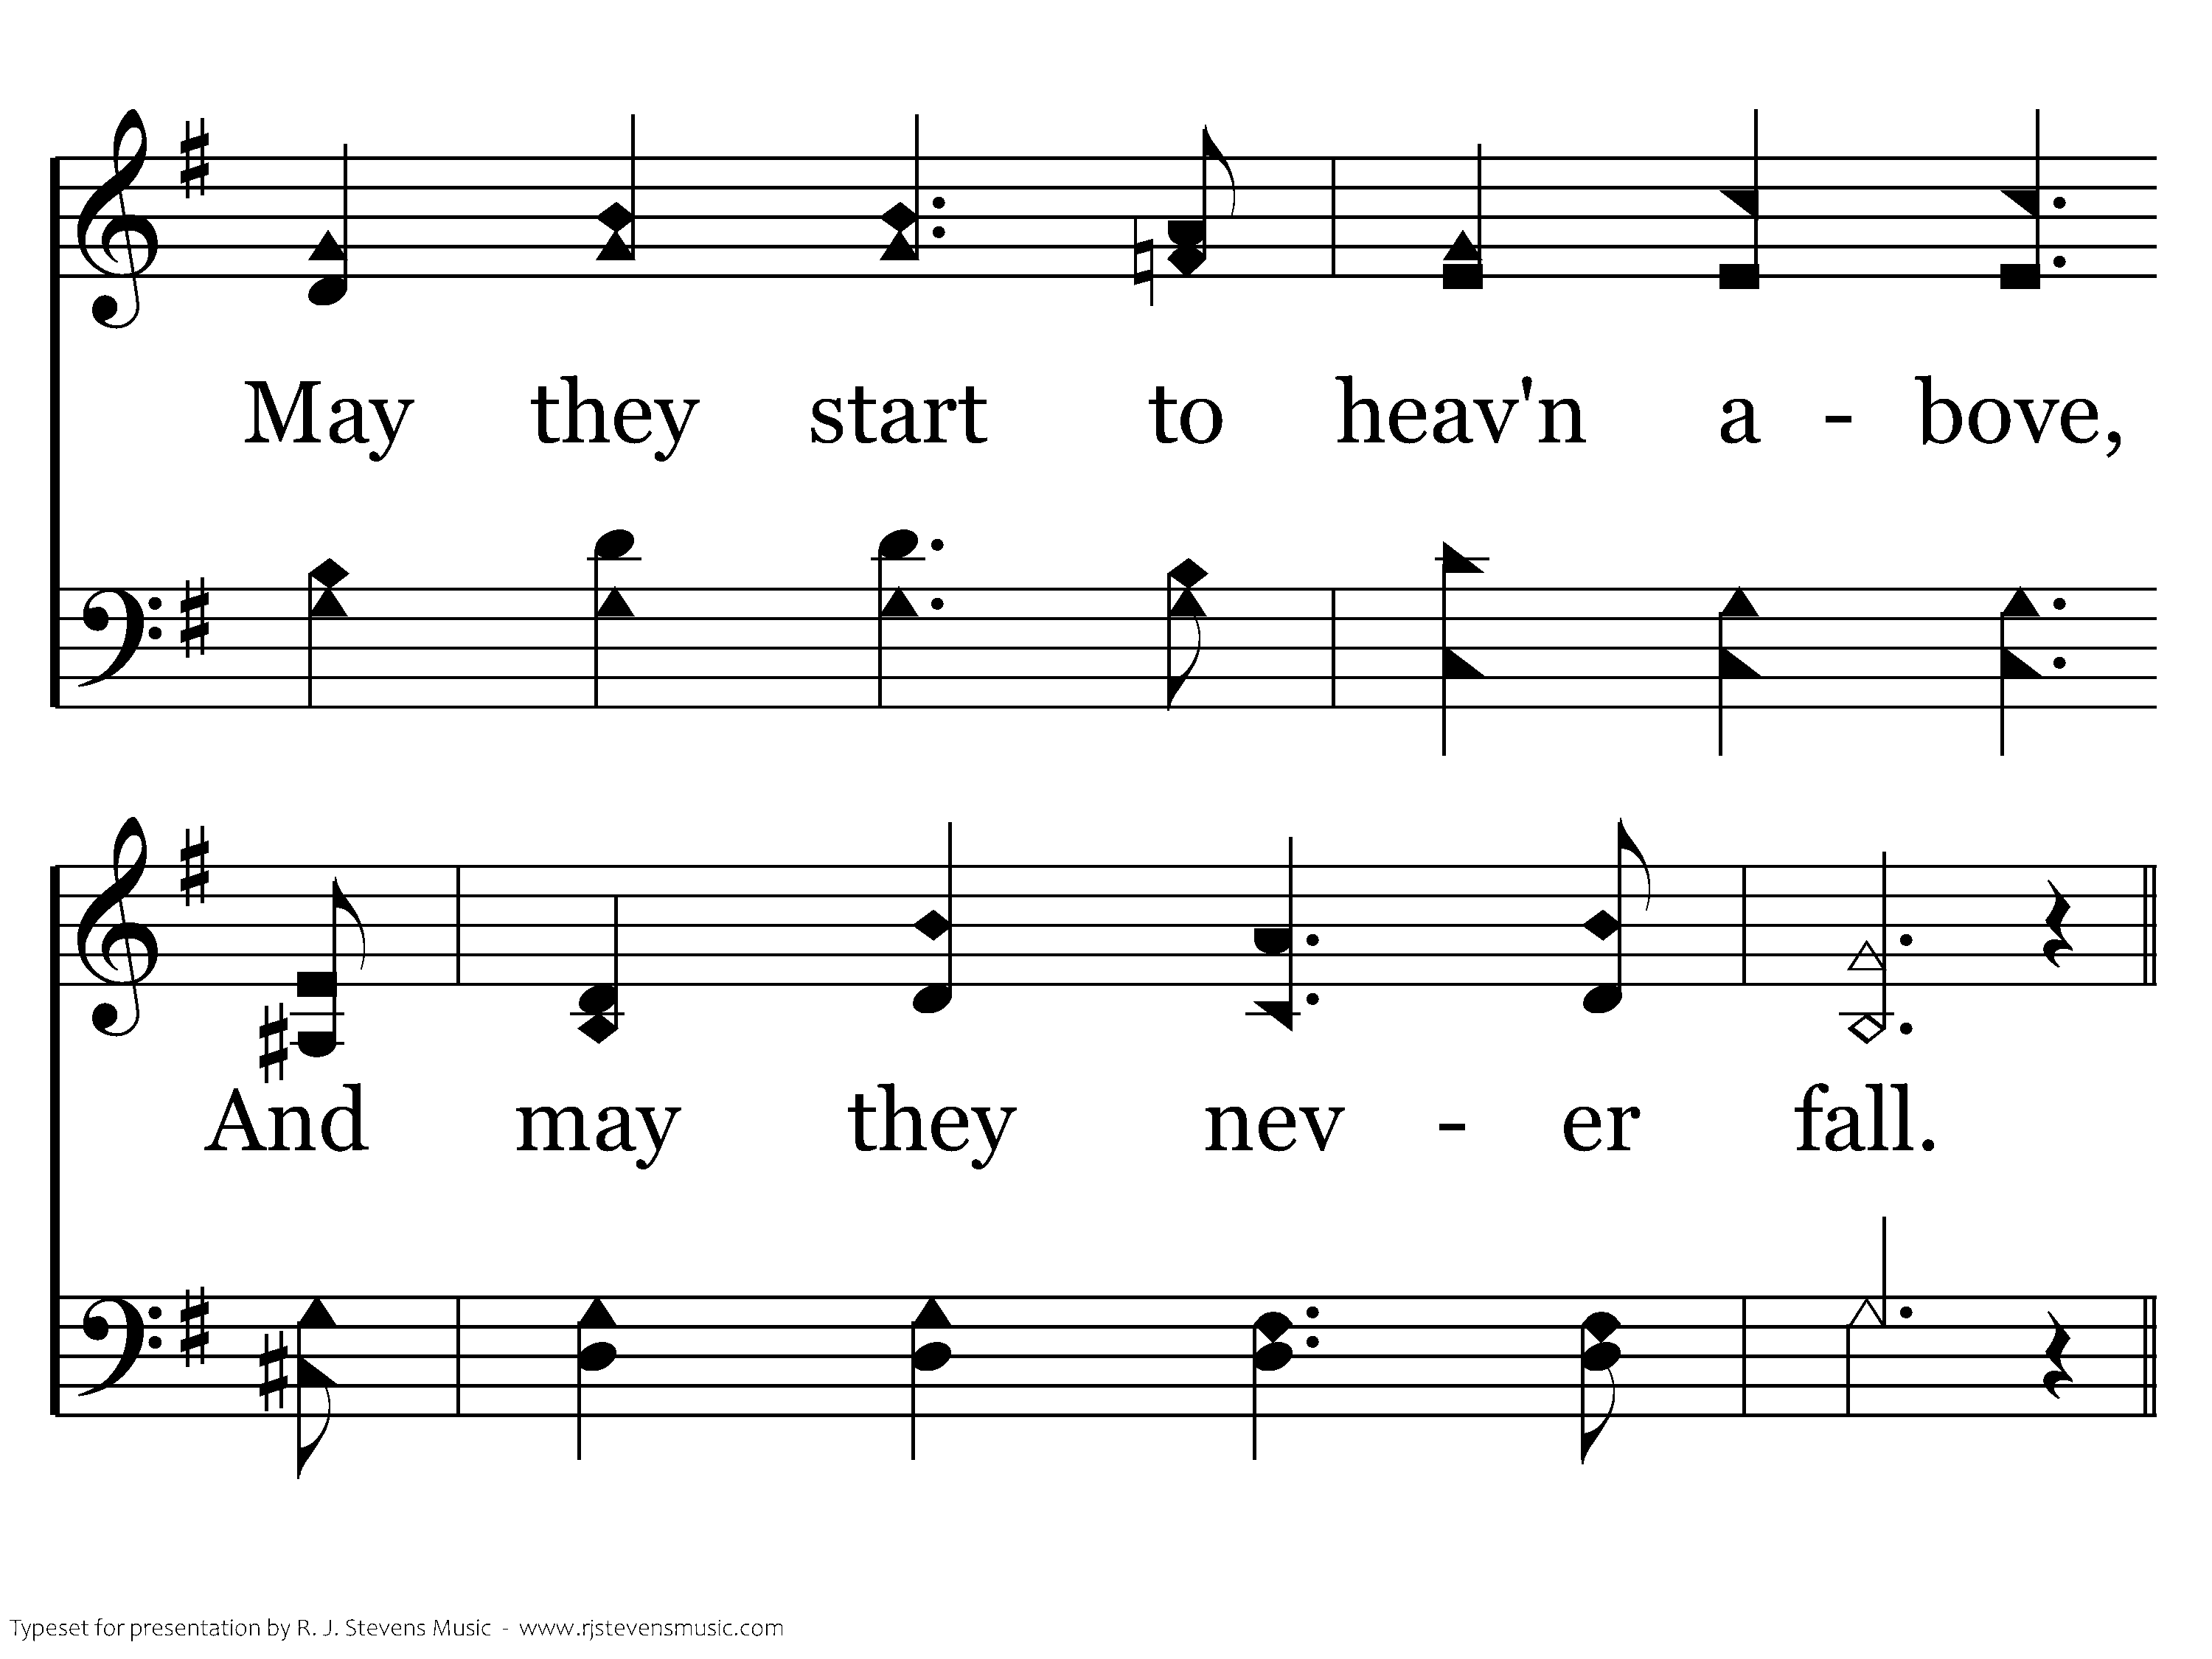 May they start to heav'n a - bove,
And may they nev - er fall.
Typeset for presentation by R. J. Stevens Music - www.rjstevensmusic.com